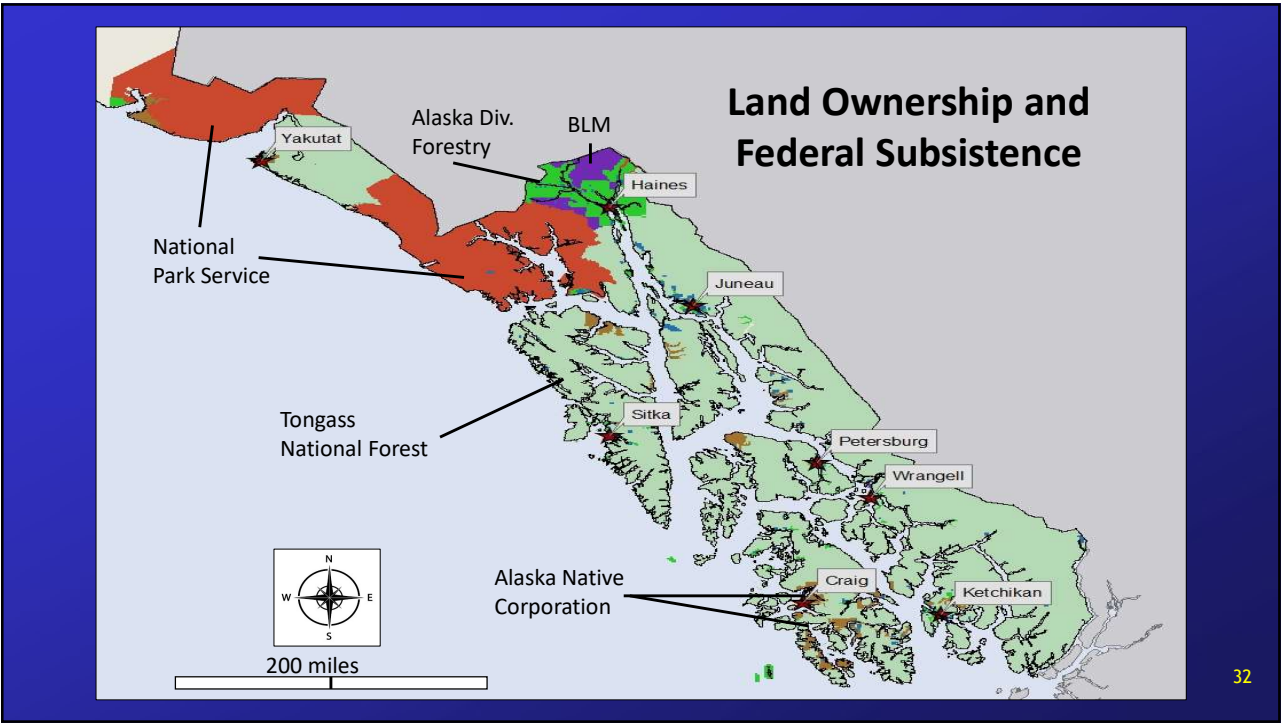 Land Ownership and
Federal Subsistence
Alaska Div.
Forestry
BLM
Yakutat
Haines
National
Park Service
Juneau
Tongass
National Forest
Sitka
Petersburg
Wrangell
Alaska Native
Corporation
Craig
Ketchikan
N
W
E
S
200 miles
32